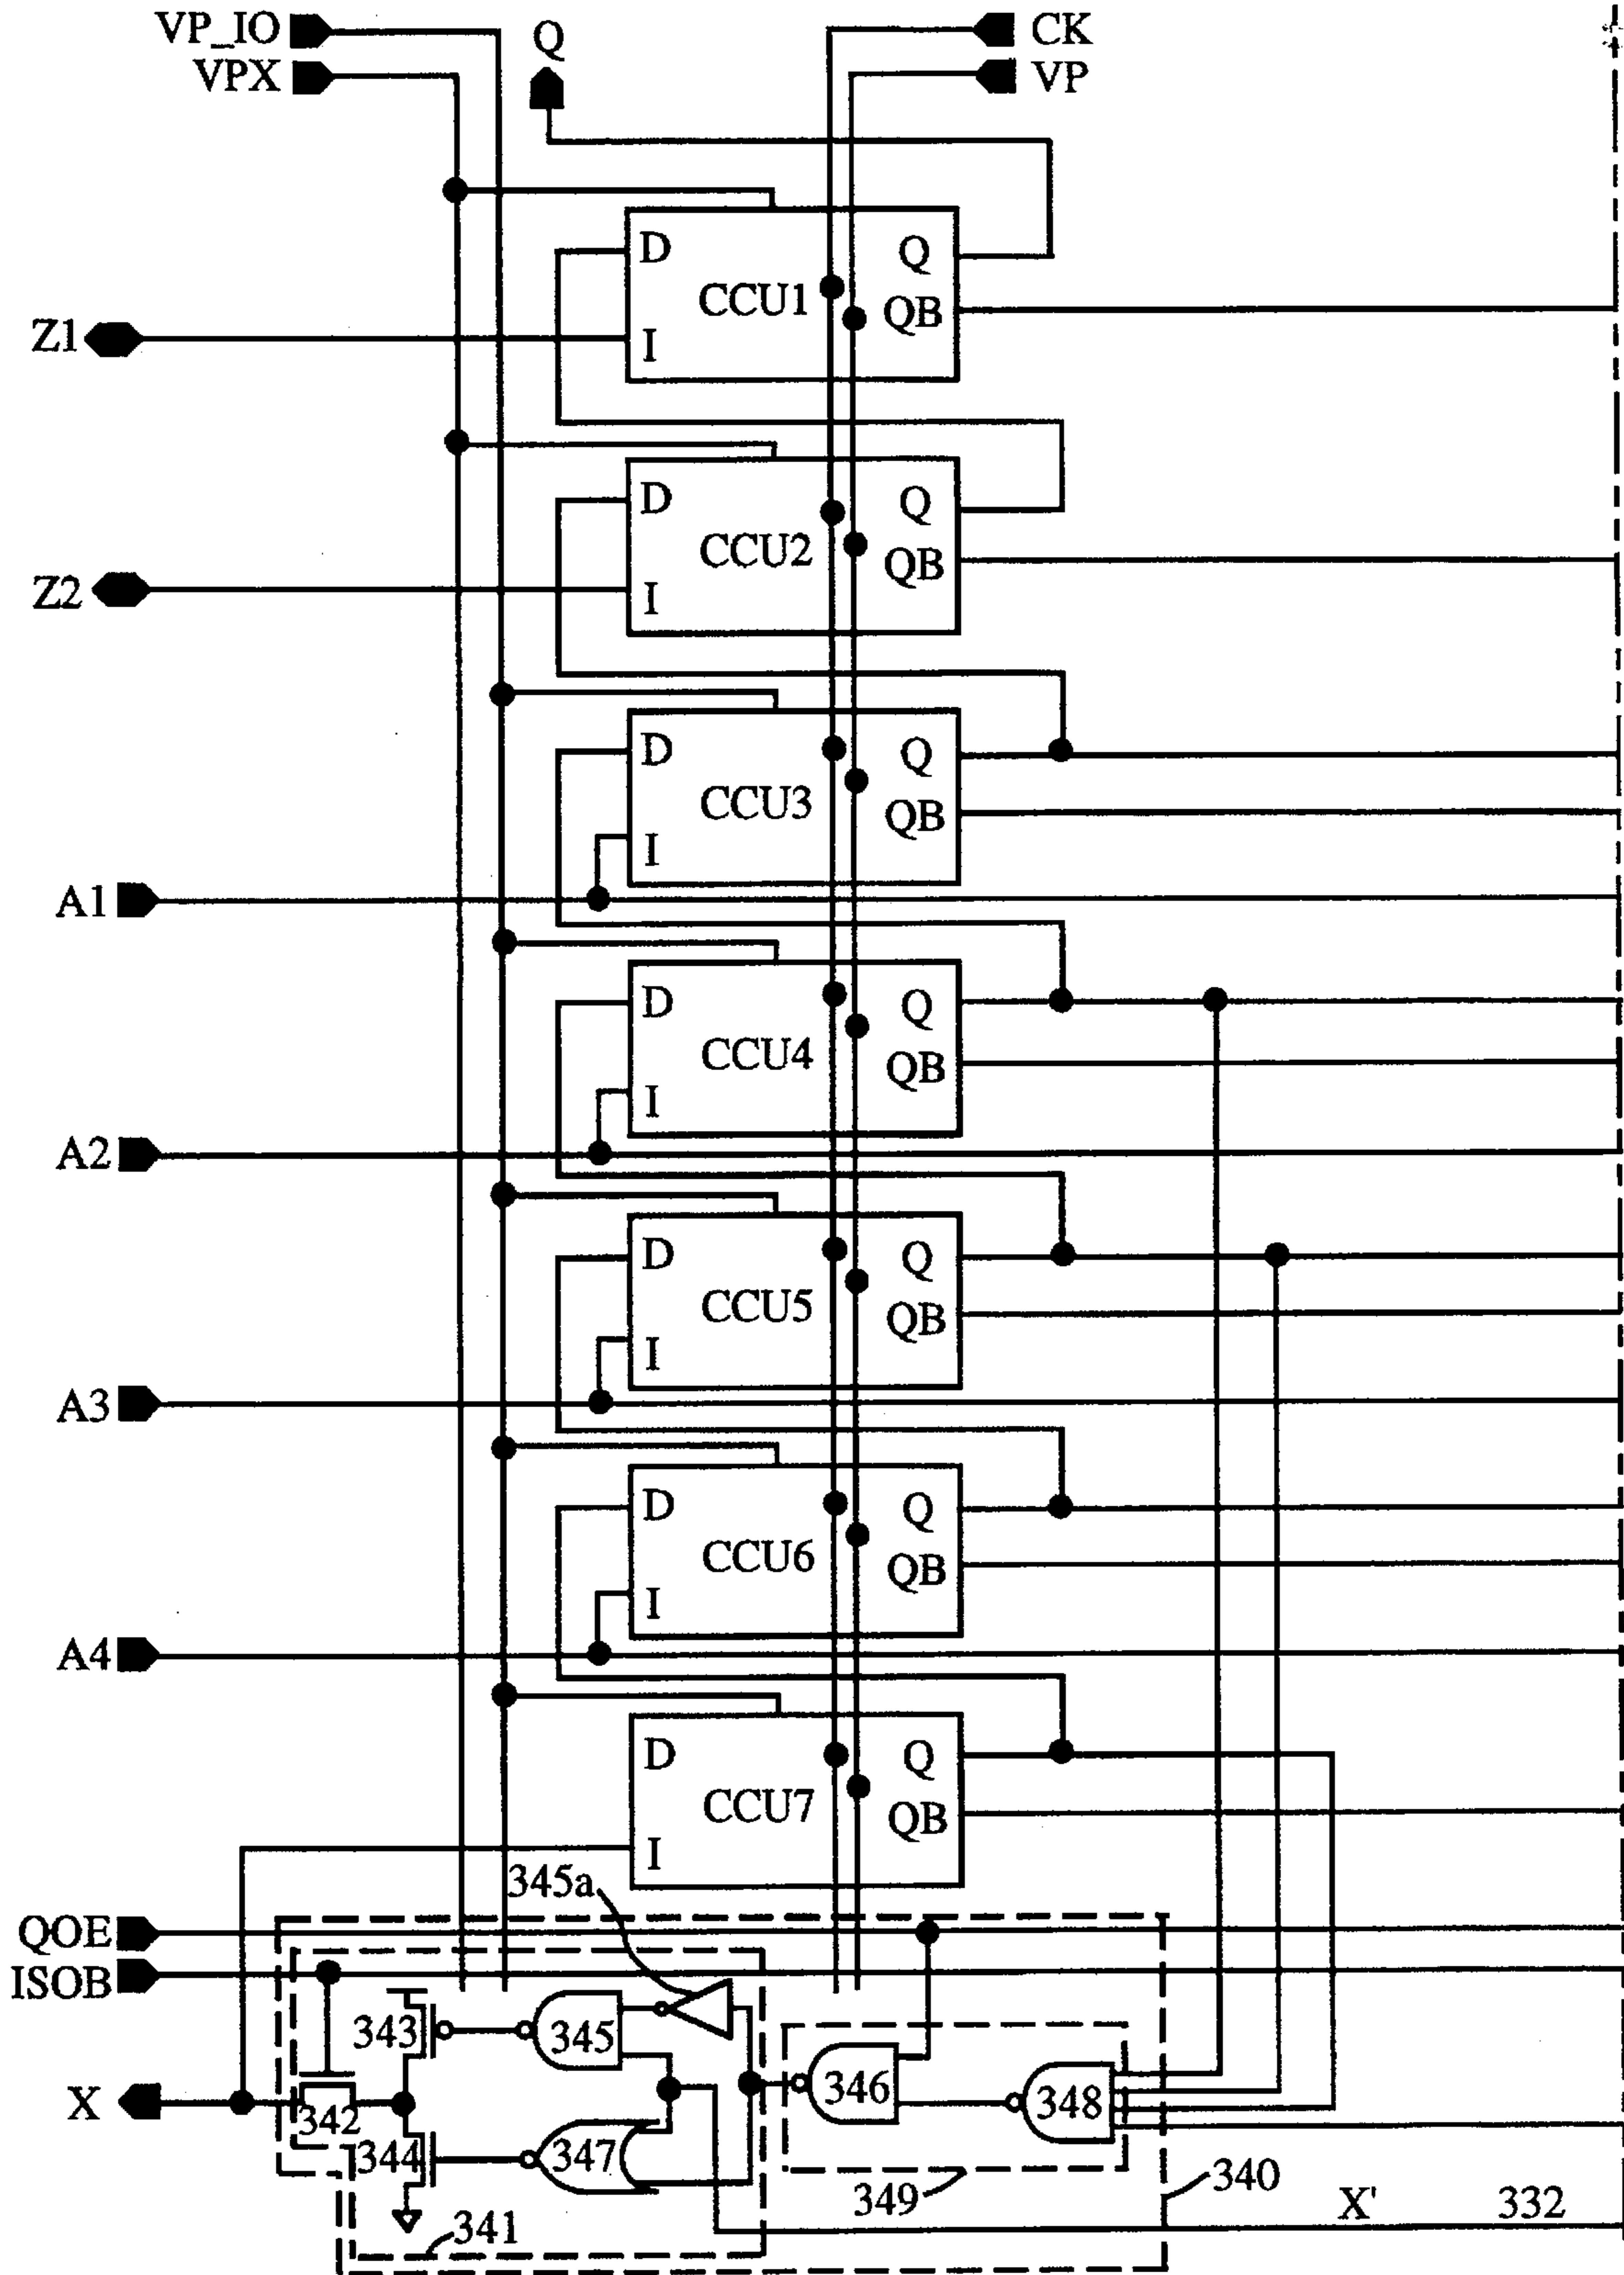 VP_IO
VPX
Q
CK
VP
D
CCU1
Q
QB
I
Z1
D
CCU2
Q
QB
I
Z2
D
CCU3
Q
QB
I
A1
D
CCU4
Q
QB
I
A2
D
CCU5
Q
QB
I
A3
D
CCU6
Q
QB
I
A4
D
CCU7
Q
QB
I
345a
QOE
ISOB
343
345
346
348
X
342
344
347
349
340
341
X'
332